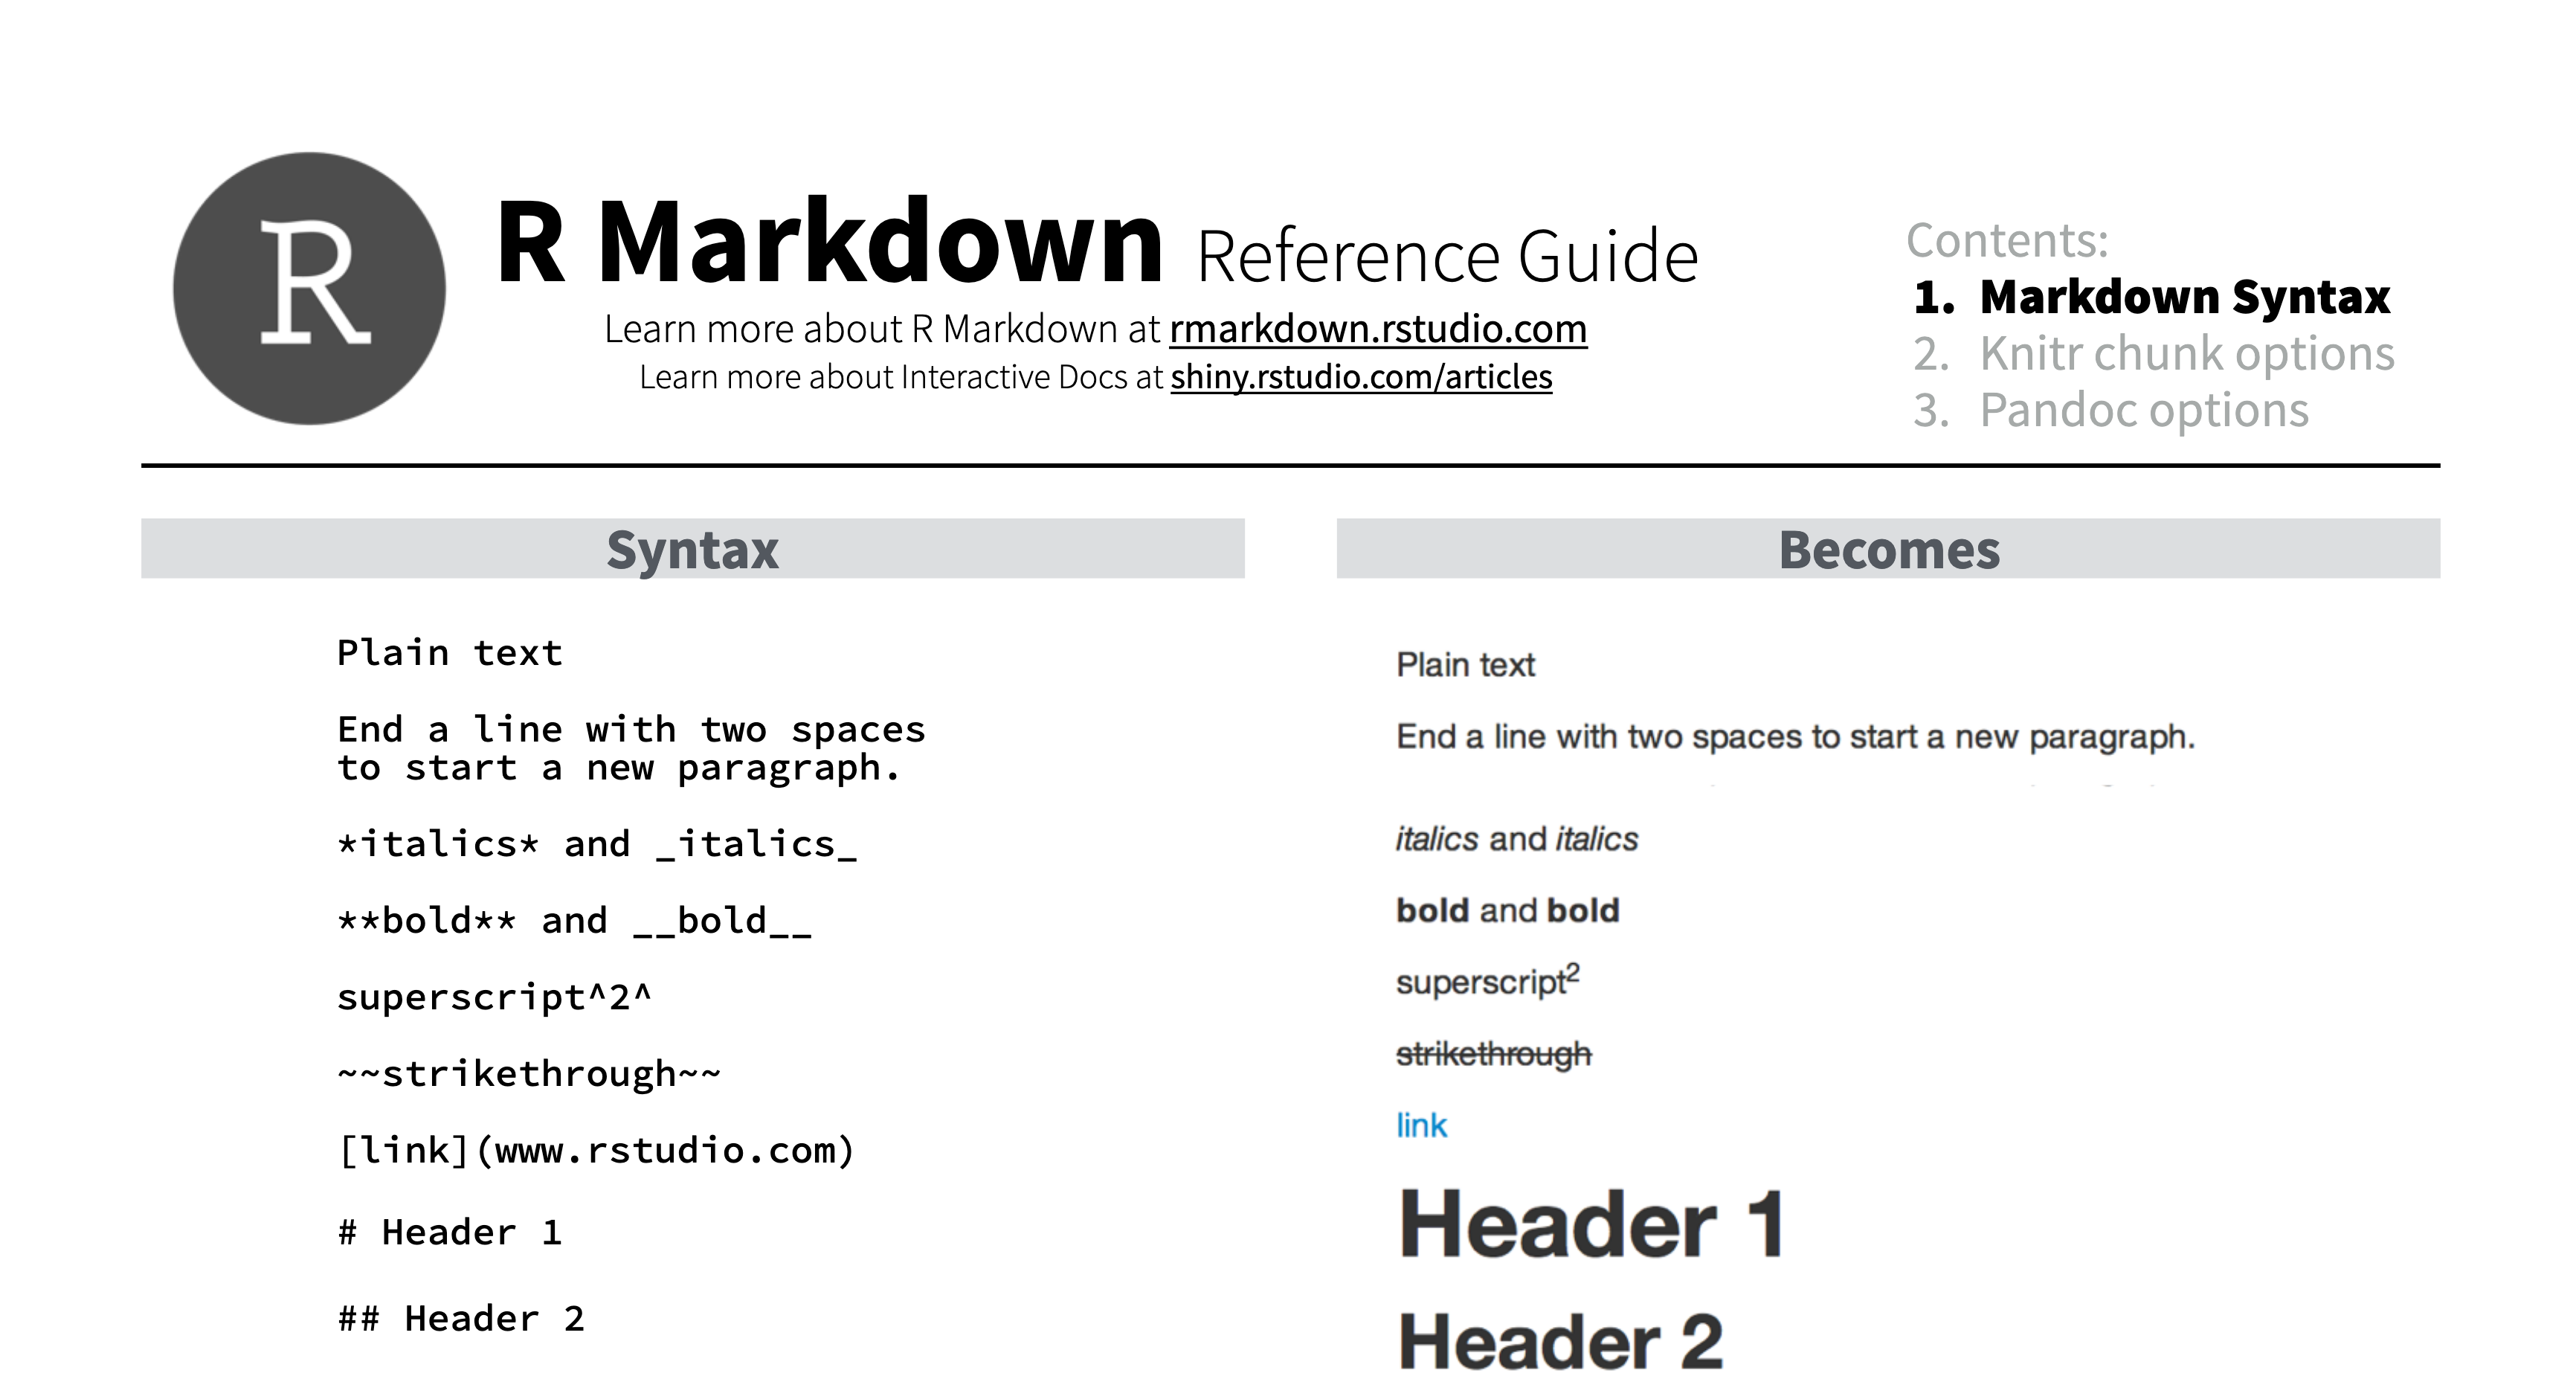 R
R Markdown Reference Guide
Learn more about R Markdown at rmarkdown.rstudio.com
Learn more about Interactive Docs at shiny.rstudio.com/articles
Contents:
1. Markdown Syntax
2. Knitr chunk options
3. Pandoc options
Syntax
Plain text
End a line with two spaces
to start a new paragraph.
*italics* and _italics_
**bold** and __bold__
superscript^2^
~~strikethrough~~
[link](www.rstudio.com)
# Header 1
## Header 2
Becomes
Plain text
End a line with two spaces to start a new paragraph.
italics and italics
bold and bold
superscript2
strikethrough
link
Header 1
Header 2